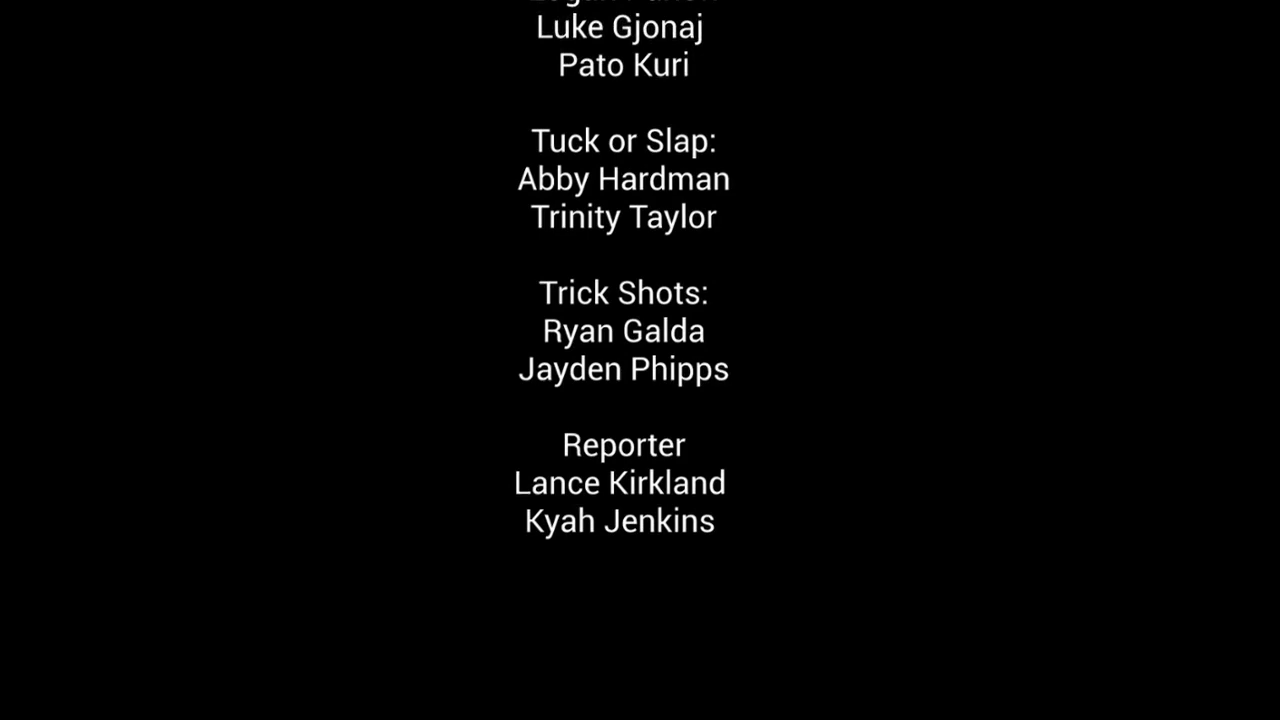 Luke Gjonaj
Pato Kuri
Tuck or Slap:
Abby Hardman
Trinity Taylor
Trick Shots:
Ryan Galda
Jayden Phipps
Reporter
Lance Kirkland
Kyah Jenkins